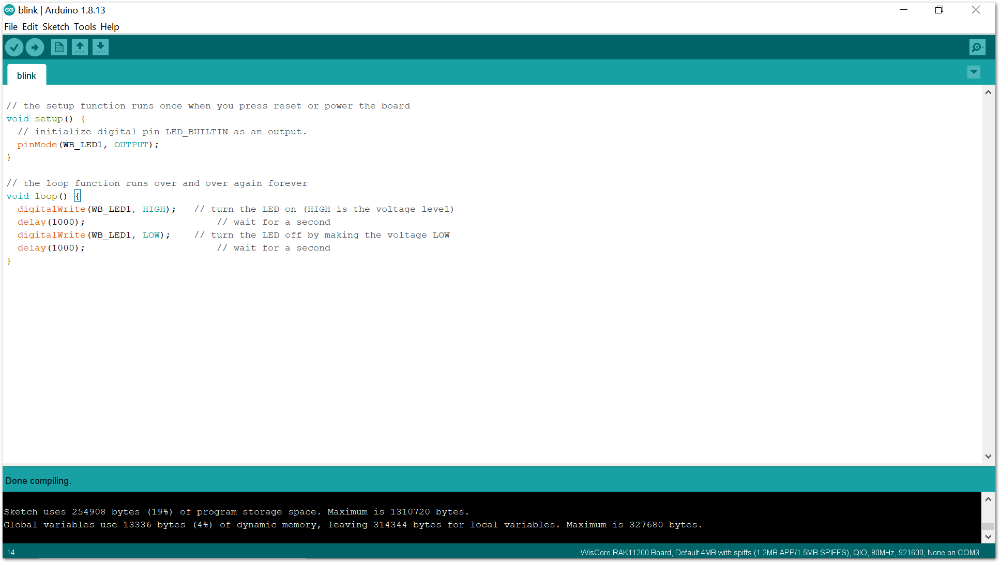 blink | Arduino 1.8.13
File Edit Sketch Tools Help
blink
// the setup function runs once when you press reset or power the board
void setup() {
  // initialize digital pin LED_BUILTIN as an output.
  pinMode(WB_LED1, OUTPUT);
}
// the loop function runs over and over again forever
void loop() {
  digitalWrite(WB_LED1, HIGH);   // turn the LED on (HIGH is the voltage level)
  delay(1000);                       // wait for a second
  digitalWrite(WB_LED1, LOW);    // turn the LED off by making the voltage LOW
  delay(1000);                       // wait for a second
}
Done compiling.
Sketch uses 254908 bytes (19%) of program storage space. Maximum is 1310720 bytes.
Global variables use 13336 bytes (4%) of dynamic memory, leaving 314344 bytes for local variables. Maximum is 327680 bytes.
14 WisCore RAK11200 Board, Default 4MB with spiffs (1.2MB APP/1.5MB SPIFFS), QIO, 80MHz, 921600, None on COM3